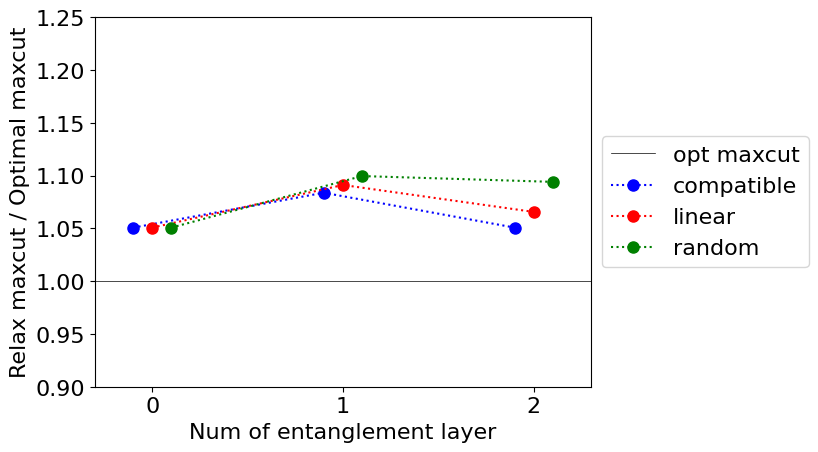 Relax maxcut / Optimal maxcut
1.25
1.20
1.15
1.10
1.05
1.00
0.95
0.90
0
1
2
Num of entanglement layer
opt maxcut
compatible
linear
random